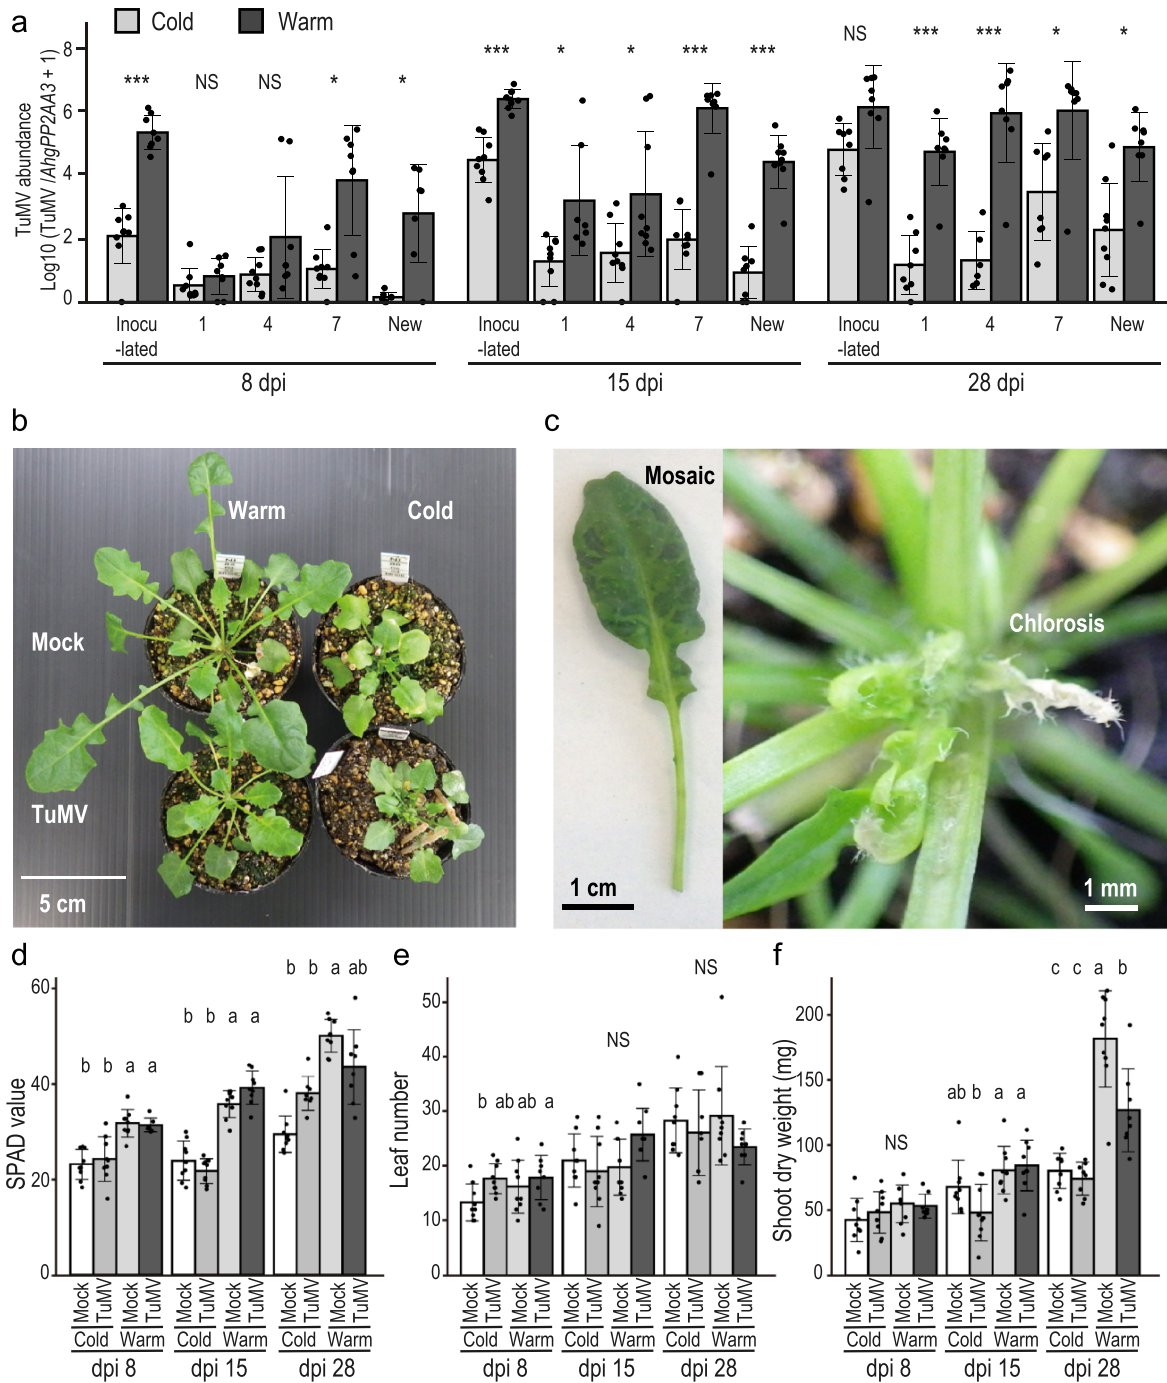 a
Cold
Warm
TuMV abundance
Log10 (TuMV /AhgPP2AA3 + 1)
8
6
4
2
0
*** NS NS * *
*** * * *** ***
NS *** *** * *
Inocu
-lated
1
4
7
New
Inocu
-lated
1
4
7
New
Inocu
-lated
1
4
7
New
8 dpi
15 dpi
28 dpi
b
Warm
Cold
Mock
TuMV
5 cm
c
Mosaic
Chlorosis
1 cm
1 mm
d
SPAD value
60
40
20
0
b b a a
b b a a
b b a ab
Mock
TuMV
Mock
TuMV
Mock
TuMV
Mock
TuMV
Mock
TuMV
Mock
TuMV
Cold Warm
Cold Warm
Cold Warm
dpi 8
dpi 15
dpi 28
e
Leaf number
50
40
30
20
10
0
b ab ab a
NS
NS
Mock
TuMV
Mock
TuMV
Mock
TuMV
Mock
TuMV
Mock
TuMV
Mock
TuMV
Cold Warm
Cold Warm
Cold Warm
dpi 8
dpi 15
dpi 28
f
Shoot dry weight (mg)
200
150
100
50
0
NS
ab b a a
c c a b
Mock
TuMV
Mock
TuMV
Mock
TuMV
Mock
TuMV
Mock
TuMV
Mock
TuMV
Cold Warm
Cold Warm
Cold Warm
dpi 8
dpi 15
dpi 28